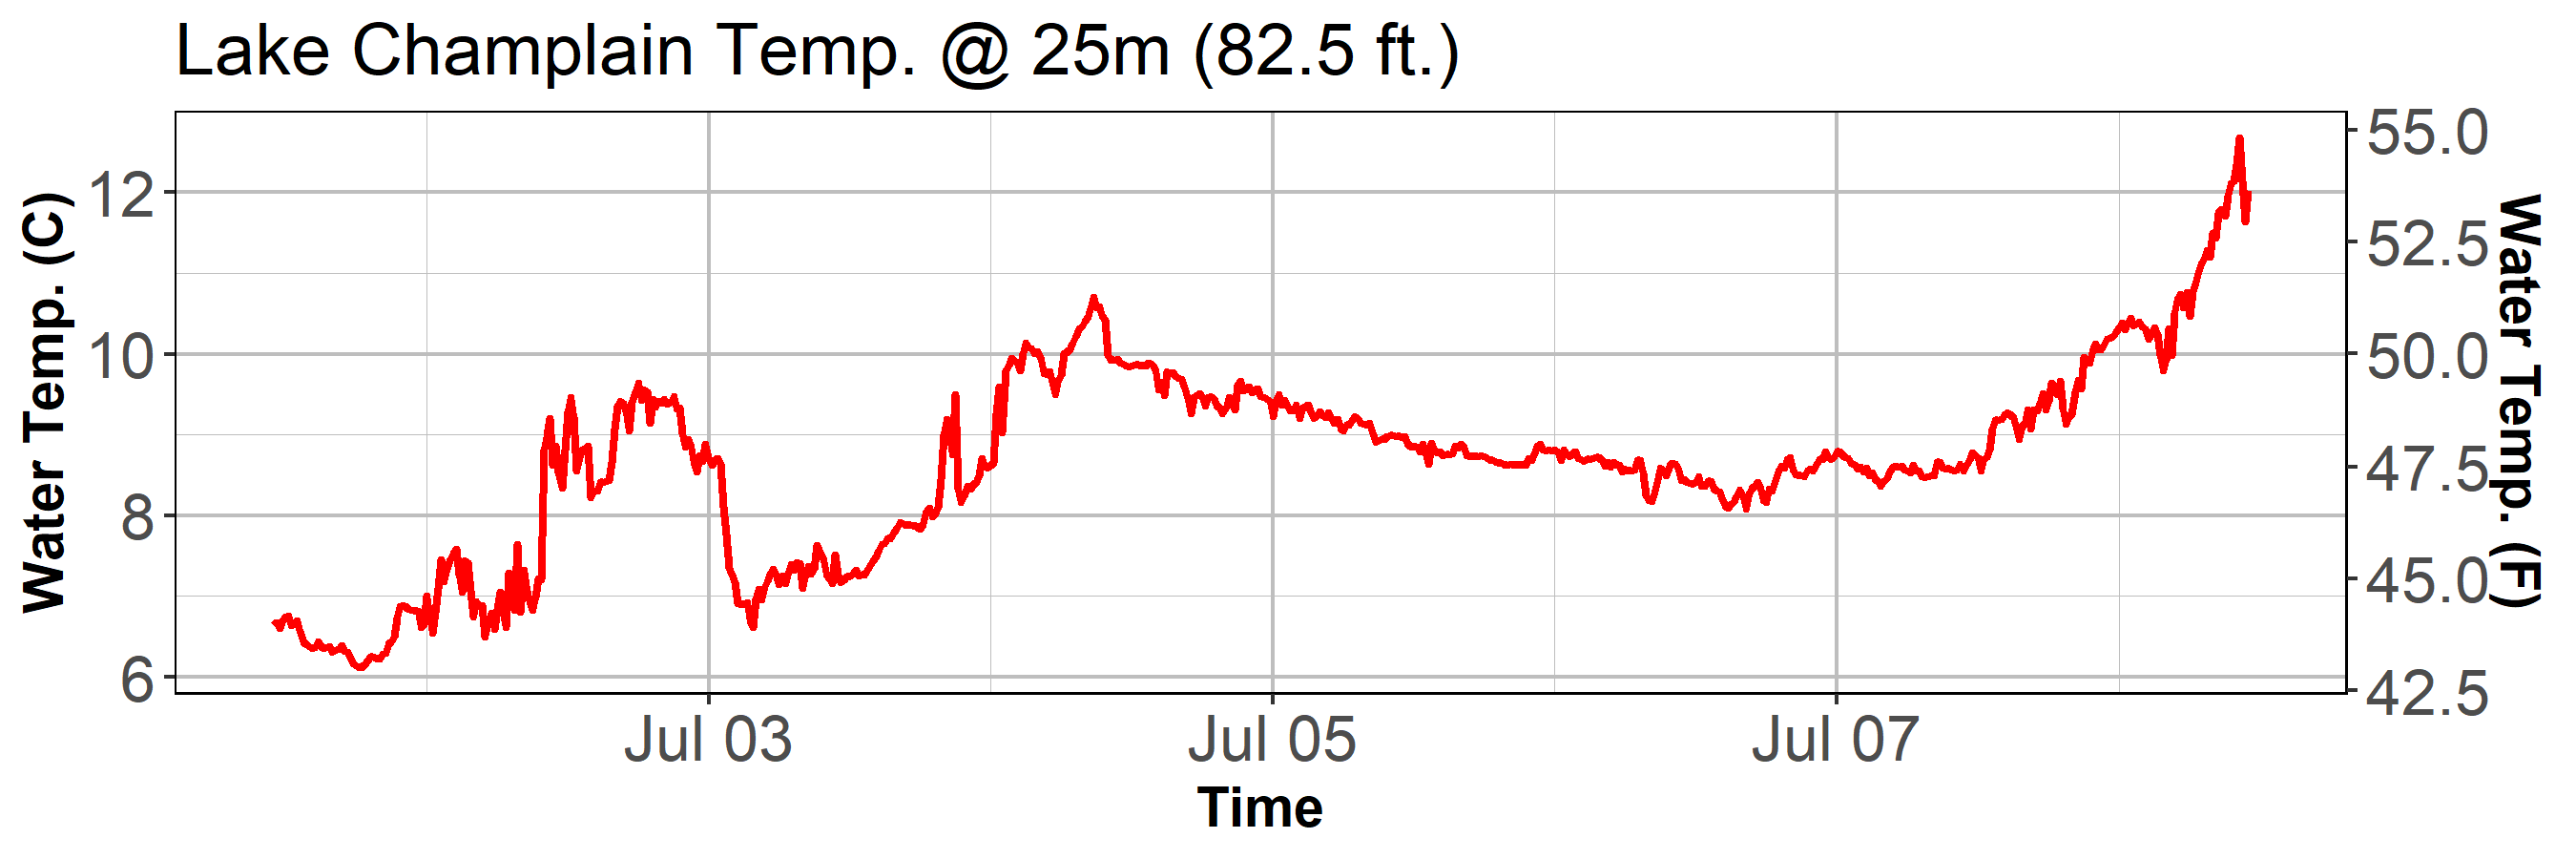 Lake Champlain Temp. @ 25m (82.5 ft.)
Water Temp. (C)
12
10
8
6
55.0
52.5
50.0
47.5
45.0
42.5
Water Temp. (F)
Jul 03
Jul 05
Jul 07
Time